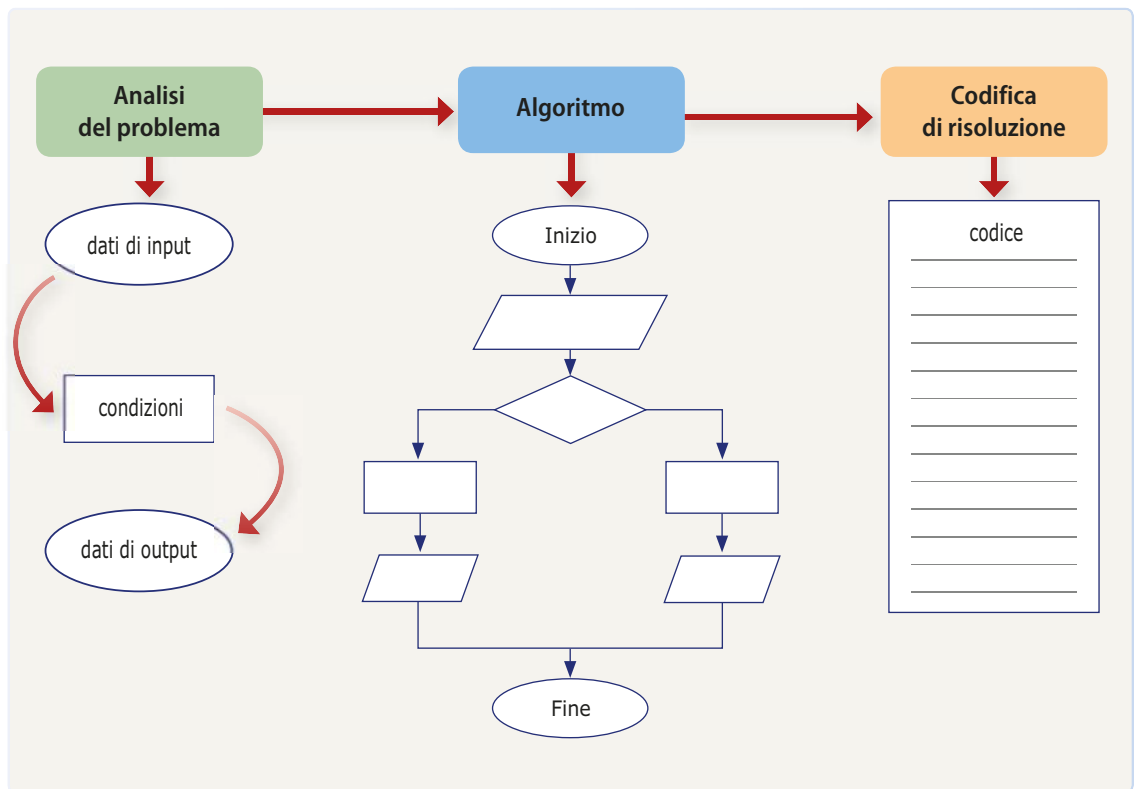 Analisi
del problema
Algoritmo
Codifica
di risoluzione
dati di input
condizioni
dati di output
Inizio
Fine
codice